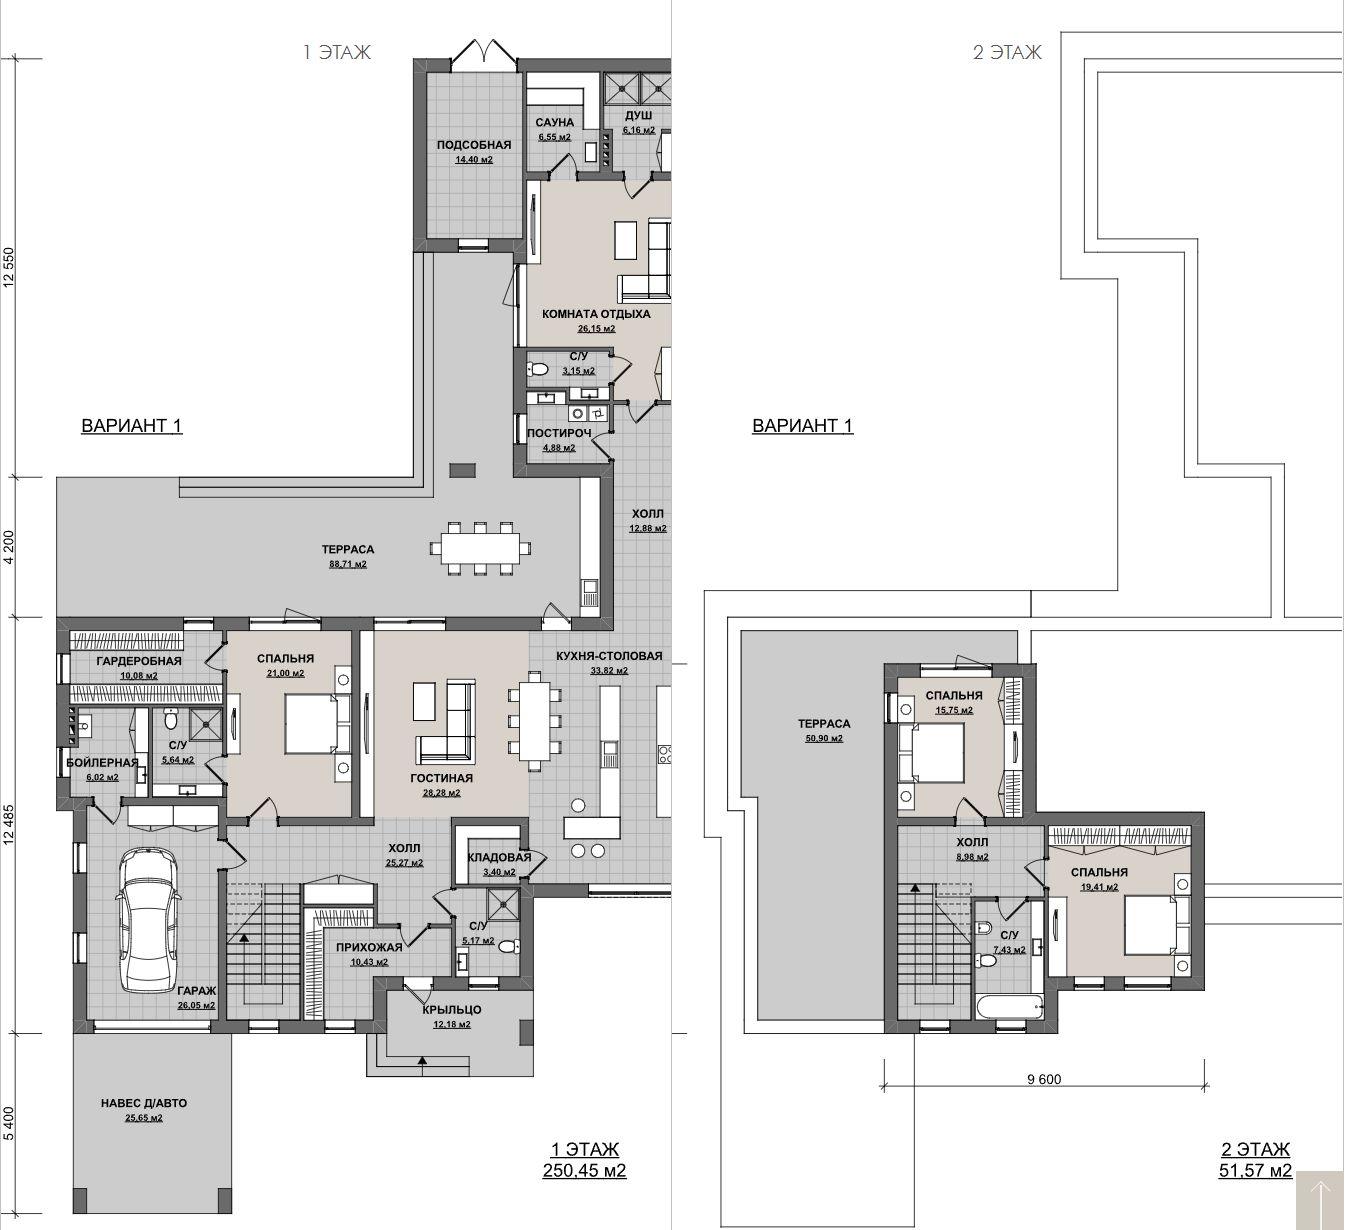 1 ЭТАЖ
2 ЭТАЖ
ПОДСОБНАЯ
14.40 м2
САУНА
6,55 м2
ДУШ
6,16 м2
12 550
КОМНАТА ОТДЫХА
26,15 м2
С/У
3,15 м2
ВАРИАНТ 1
ПОСТИРОЧ
4,88 м2
ВАРИАНТ 1
ХОЛЛ
12,88 м2
4 200
ТЕРРАСА
88,71 м2
ГАРДЕРОБНАЯ
10,08 м2
СПАЛЬНЯ
21,00 м2
КУХНЯ-СТОЛОВАЯ
33,82 м2
С/У
5,64 м2
БОЙЛЕРНАЯ
6,02 м2
ГОСТИНАЯ
28,28 м2
12 485
ХОЛЛ
25,27 м2
КЛАДОВАЯ
3,40 м2
С/У
5,17 м2
ПРИХОЖАЯ
10,43 м2
ГАРАЖ
26,05 м2
КРЫЛЬЦО
12,18 м2
5 400
НАВЕС Д/АВТО
25,65 м2
1 ЭТАЖ
250,45 м2
СПАЛЬНЯ
15,75 м2
ТЕРРАСА
50,90 м2
ХОЛЛ
8,98 м2
СПАЛЬНЯ
19,41 м2
С/У
7,43 м2
9 600
2 ЭТАЖ
51,57 м2